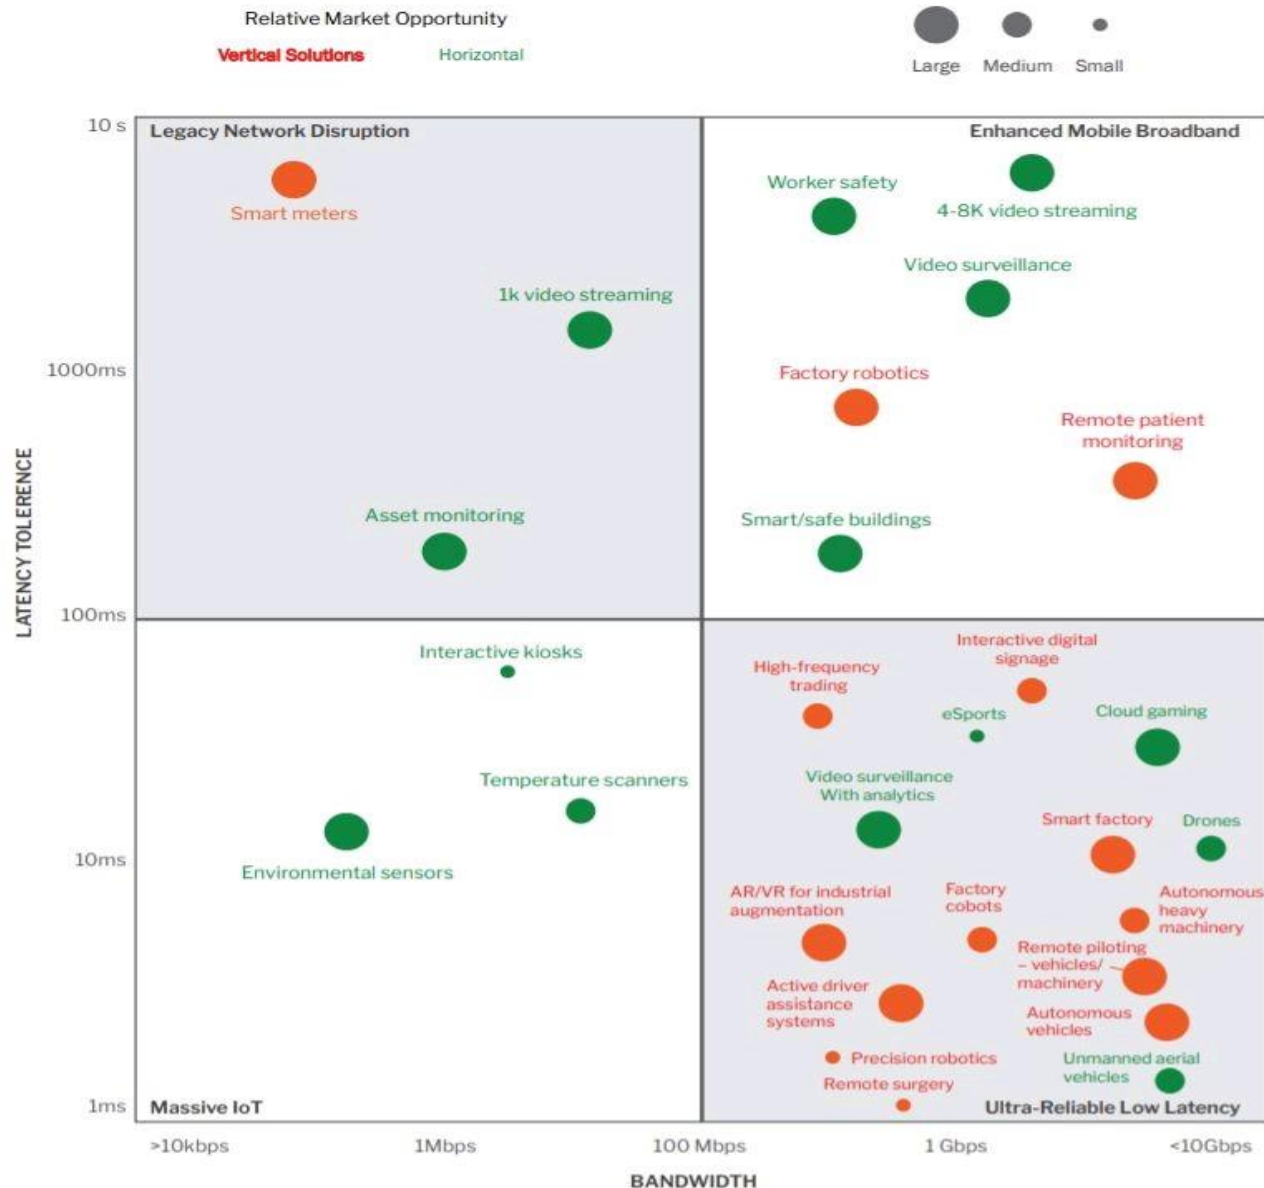 Relative Market Opportunity
Vertical Solutions
Horizontal
Large
Medium
Small
10 s
Legacy Network Disruption
Enhanced Mobile Broadband
Smart meters
Worker safety
4-8K video streaming
Video surveillance
1k video streaming
1000ms
Factory robotics
Remote patient
monitoring
Asset monitoring
Smart/safe buildings
LATENCY TOLERENCE
100ms
Interactive kiosks
Interactive digital
signage
High-frequency
trading
eSports
Cloud gaming
Temperature scanners
Video surveillance
With analytics
Smart factory
Drones
10ms
Environmental sensors
AR/VR for industrial
augmentation
Factory
cobots
Autonomous
heavy
machinery
Remote piloting
– vehicles/
machinery
Active driver
assistance
systems
Autonomous
vehicles
Precision robotics
Unmanned aerial
vehicles
Remote surgery
1ms
Massive IoT
Ultra-Reliable Low Latency
>10kbps
1Mbps
100 Mbps
1 Gbps
<10Gbps
BANDWIDTH